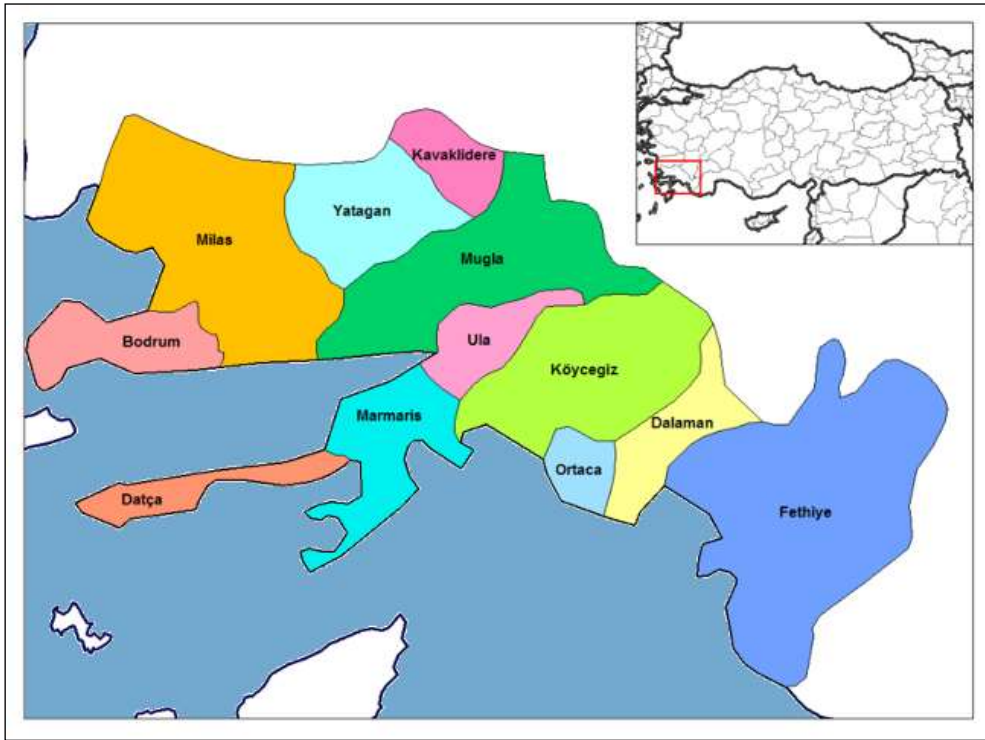 Kavaklidere
Yatagan
Milas
Mugla
Bodrum
Ula
Köycegiz
Marmaris
Dalaman
Ortaca
Datça
Fethiye